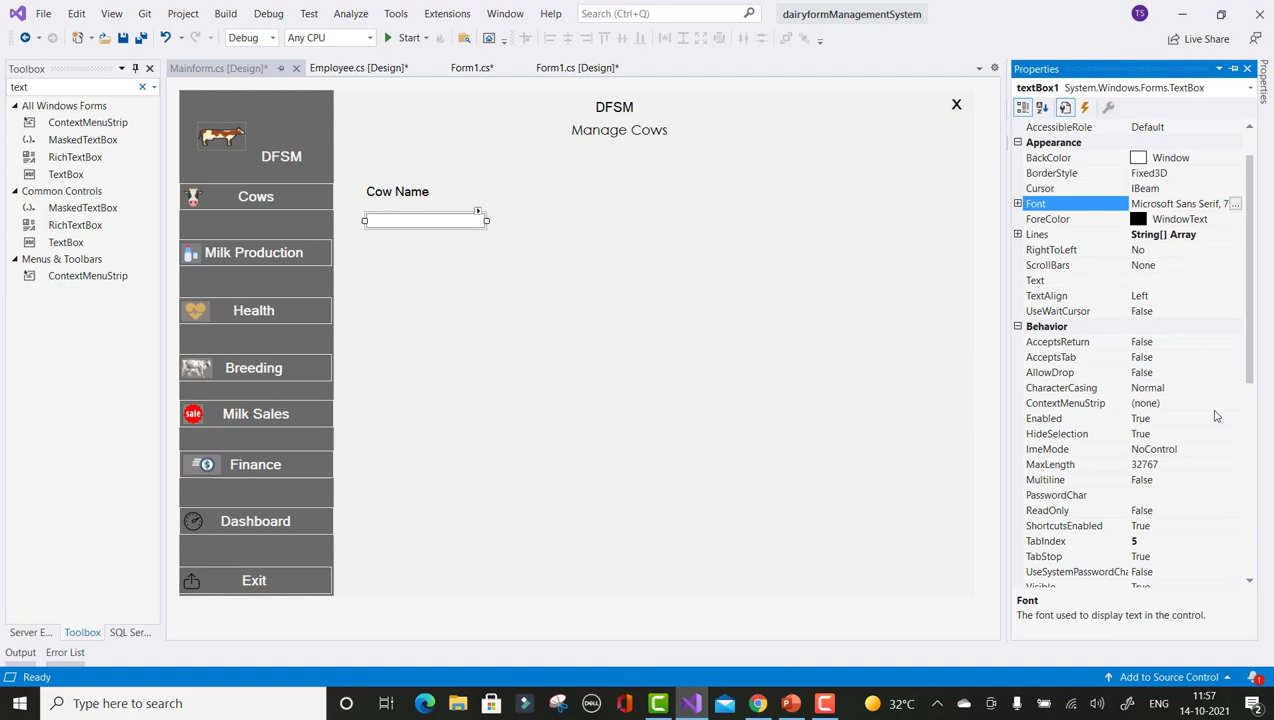 File Edit View Git Project Build Debug Test Analyze Tools Extensions Window Help Search (Ctrl+Q) dairyformManagementSystem TS
Debug Any CPU Start Live Share
Toolbox
text
All Windows Forms
ContextMenuStrip
MaskedTextBox
RichTextBox
TextBox
Common Controls
MaskedTextBox
RichTextBox
TextBox
Menus & Toolbars
ContextMenuStrip
Server E... Toolbox SQL Ser...
Mainform.cs [Design]* Employee.cs [Design]* Form1.cs* Form1.cs [Design]*
DFSM
Cows
Milk Production
Health
Breeding
sale Milk Sales
Finance
Dashboard
Exit
DFSM X
Manage Cows
Cow Name
Properties
textBox1 System.Windows.Forms.TextBox
AccessibleRole Default
Appearance
BackColor Window
BorderStyle Fixed3D
Cursor IBeam
Font Microsoft Sans Serif, 7. ...
ForeColor WindowText
Lines String[] Array
RightToLeft No
ScrollBars None
Text
TextAlign Left
UseWaitCursor False
Behavior
AcceptsReturn False
AcceptsTab False
AllowDrop False
CharacterCasing Normal
ContextMenuStrip (none)
Enabled True
HideSelection True
ImeMode NoControl
MaxLength 32767
Multiline False
PasswordChar
ReadOnly False
ShortcutsEnabled True
TabIndex 5
TabStop True
UseSystemPasswordCha False
Visible True
Font
The font used to display text in the control.
Properties
Output Error List
Ready Add to Source Control 1
Type here to search
DELL
32°C ENG 11:57
14-10-2021 2